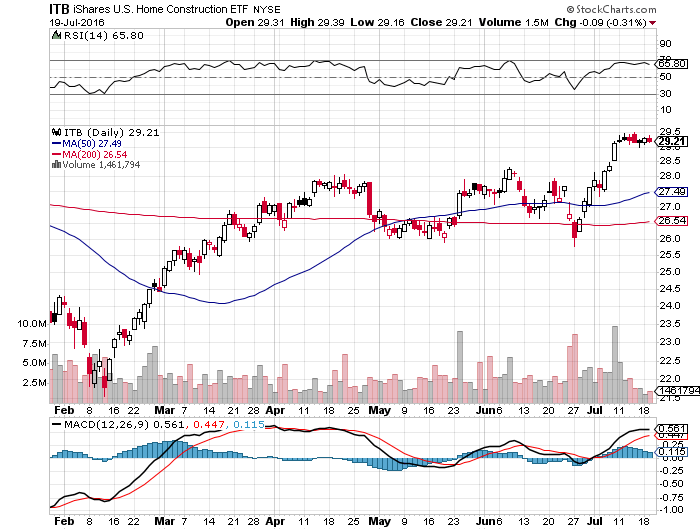 ITB iShares U.S. Home Construction ETF NYSE © StockCharts.com
19-Jul-2016 Open 29.31 High 29.39 Low 29.16 Close 29.21 Volume 1.5M Chg -0.09 (-0.31%)
RSI(14) 65.80
90
70
65.80
50
30
10
ITB (Daily) 29.21
MA(50) 27.49
MA(200) 26.54
Volume 1,461,794
29.5
29.21
28.5
28.0
27.49
27.0
26.54
26.0
25.5
25.0
24.5
24.0
23.5
23.0
22.5
22.0
21.5
10.0M
7.5M
5.0M
2.5M
1461794
Feb 8 16 22 Mar 7 14 21 28 Apr 11 18 25 May 9 16 23 Jun 6 13 20 27 Jul 11 18
MACD(12,26,9) 0.561, 0.447, 0.115
0.561
0.447
0.115
0.00
-0.25
-0.50
-0.75
-1.00
Feb 8 16 22 Mar 7 14 21 28 Apr 11 18 25 May 9 16 23 Jun 6 13 20 27 Jul 11 18